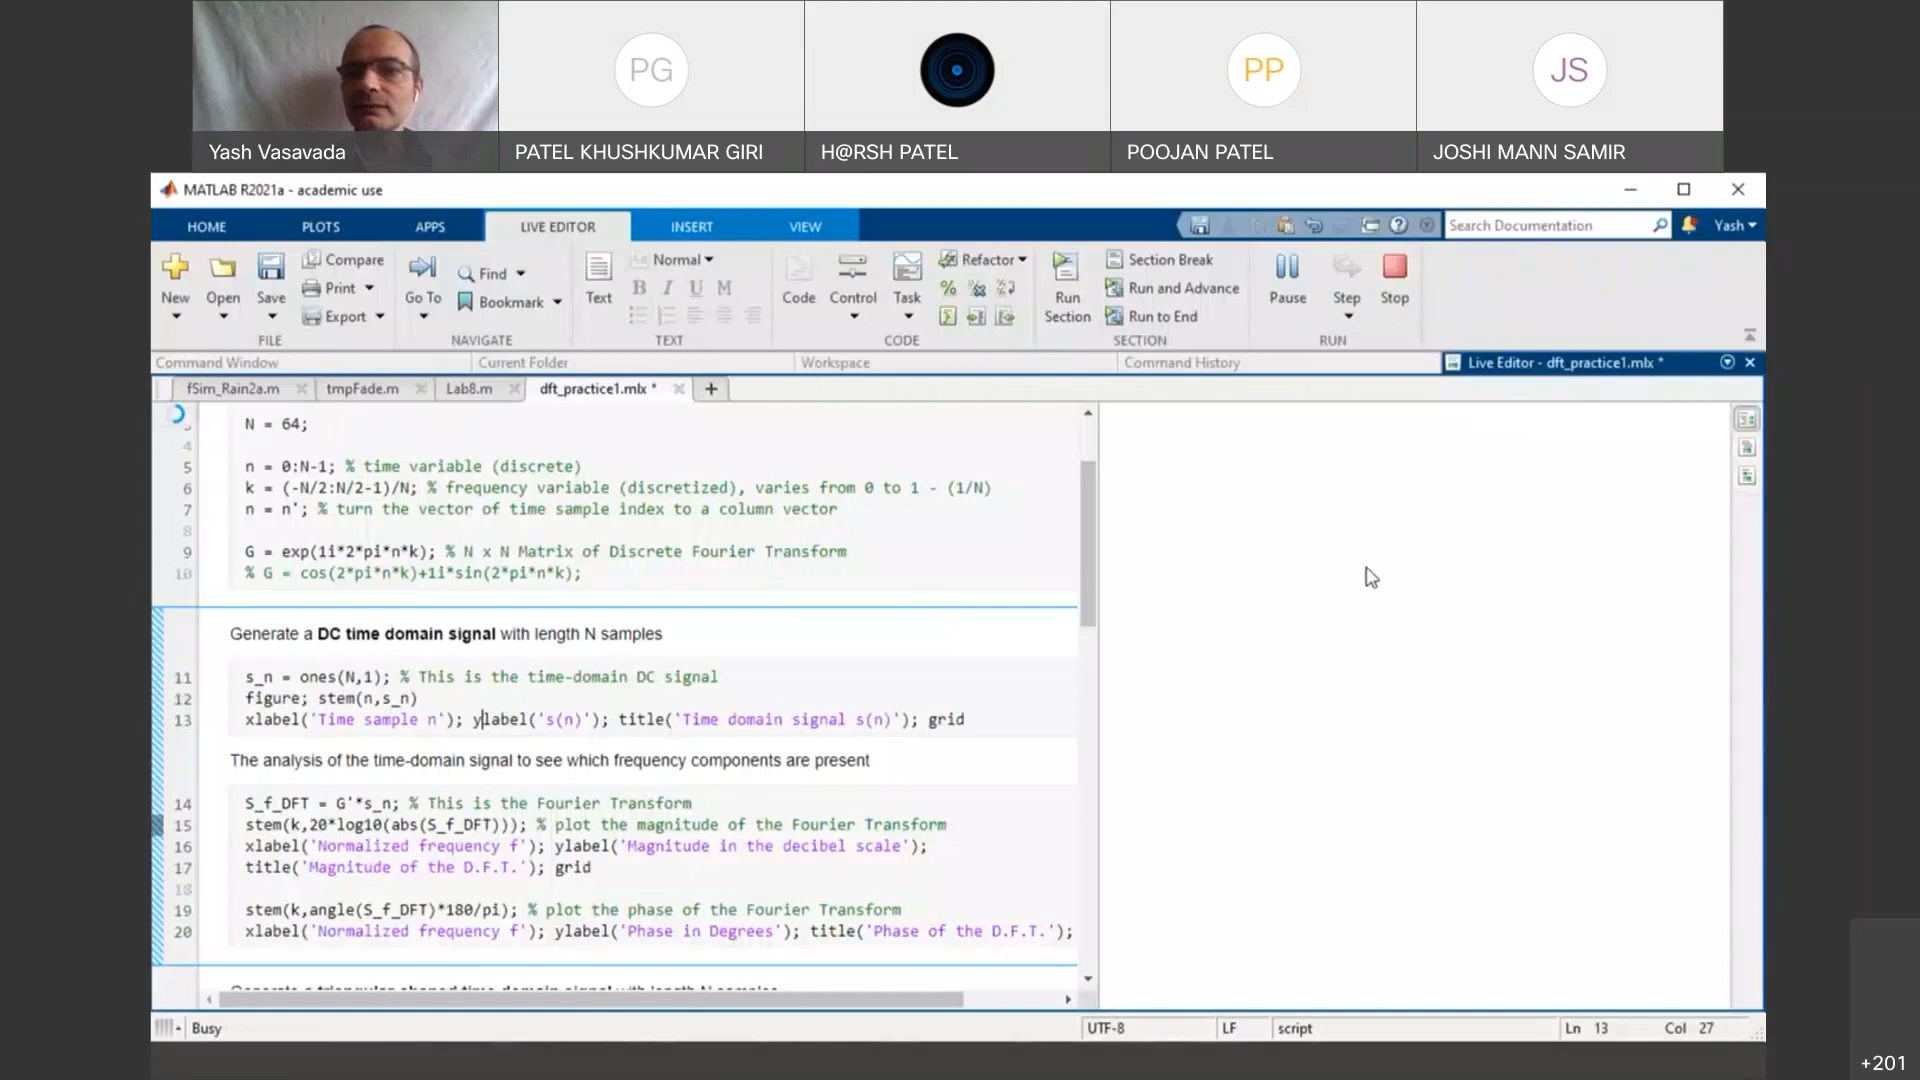 PG
PP
JS
Yash Vasavada
PATEL KHUSHKUMAR GIRI
H@RSH PATEL
POOJAN PATEL
JOSHI MANN SAMIR
MATLAB R2021a - academic use
HOME PLOTS APPS LIVE EDITOR INSERT VIEW
Search Documentation
Yash
New
Open
Save
Compare
Print
Export
FILE
Go To
Find
Bookmark
NAVIGATE
Text
Aa Normal
B I U M
TEXT
Code
Control
Task
Refactor
CODE
Run Section
Section Break
Run and Advance
Run to End
SECTION
Pause
Step
Stop
RUN
Command Window
Current Folder
Workspace
Command History
Live Editor - dft_practice1.mlx *
fSim_Rain2a.m
tmpFade.m
Lab8.m
dft_practice1.mlx *
N = 64;
4
5 n = 0:N-1; % time variable (discrete)
6 k = (-N/2:N/2-1)/N; % frequency variable (discretized), varies from 0 to 1 - (1/N)
7 n = n'; % turn the vector of time sample index to a column vector
8
9 G = exp(1i*2*pi*n*k); % N x N Matrix of Discrete Fourier Transform
10 % G = cos(2*pi*n*k)+1i*sin(2*pi*n*k);
Generate a DC time domain signal with length N samples
11 s_n = ones(N,1); % This is the time-domain DC signal
12 figure; stem(n,s_n)
13 xlabel('Time sample n'); ylabel('s(n)'); title('Time domain signal s(n)'); grid
The analysis of the time-domain signal to see which frequency components are present
14 S_f_DFT = G'*s_n; % This is the Fourier Transform
15 stem(k,20*log10(abs(S_f_DFT))); % plot the magnitude of the Fourier Transform
16 xlabel('Normalized frequency f'); ylabel('Magnitude in the decibel scale');
17 title('Magnitude of the D.F.T.'); grid
18
19 stem(k,angle(S_f_DFT)*180/pi); % plot the phase of the Fourier Transform
20 xlabel('Normalized frequency f'); ylabel('Phase in Degrees'); title('Phase of the D.F.T.');
Busy
UTF-8
LF
script
Ln 13
Col 27
+201